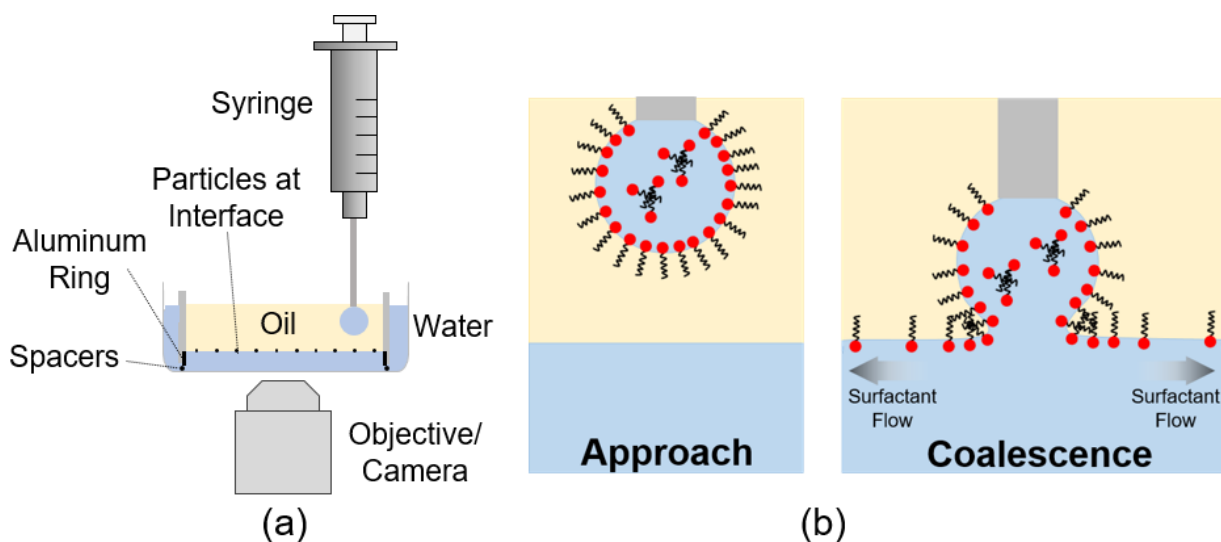 Syringe
Particles at
Interface
Aluminum
Ring
Oil
Water
Spacers
Objective/
Camera
(a)
Approach
Surfactant
Flow
Surfactant
Flow
Coalescence
(b)